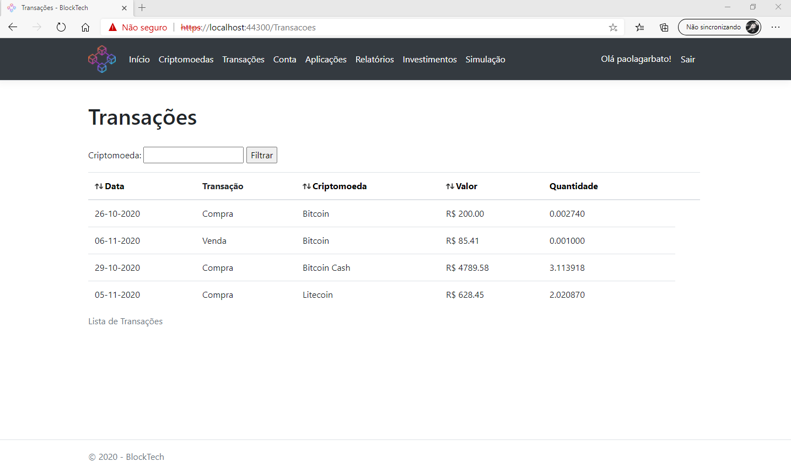 Transações - BlockTech
Não seguro
https://localhost:44300/Transacoes
Não sincronizando
Início Criptomoedas Transações Conta Aplicações Relatórios Investimentos Simulação Olá paolagarbato! Sair
Transações
Criptomoeda: Filtrar
Data Transação Criptomoeda Valor Quantidade
26-10-2020 Compra Bitcoin R$ 200.00 0.002740
06-11-2020 Venda Bitcoin R$ 85.41 0.001000
29-10-2020 Compra Bitcoin Cash R$ 4789.58 3.113918
05-11-2020 Compra Litecoin R$ 628.45 2.020870
Lista de Transações
© 2020 - BlockTech